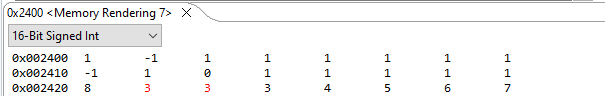 0x2400 <Memory Rendering 7>
16-Bit Signed Int
0x002400 1 -1 1 1 1 1 1 1
0x002410 -1 1 0 1 1 1 1 1
0x002420 8 3 3 3 4 5 6 7